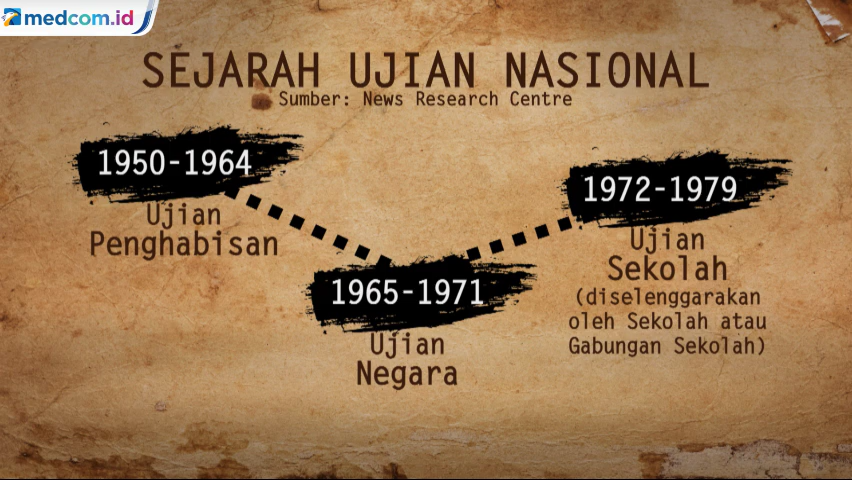 medcom.id
SEJARAH UJIAN NASIONAL
Sumber: News Research Centre
1950-1964
Ujian
Penghabisan
1965-1971
Ujian
Negara
1972-1979
Ujian
Sekolah
(diselenggarakan
oleh Sekolah atau
Gabungan Sekolah)